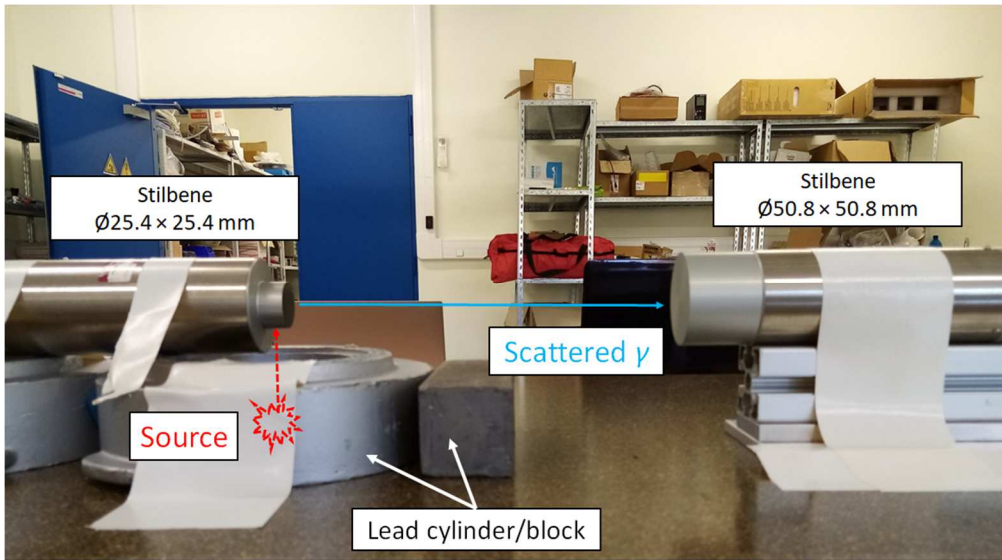 Stilbene
Ø25.4 × 25.4 mm
Stilbene
Ø50.8 × 50.8 mm
Scattered γ
Source
Lead cylinder/block